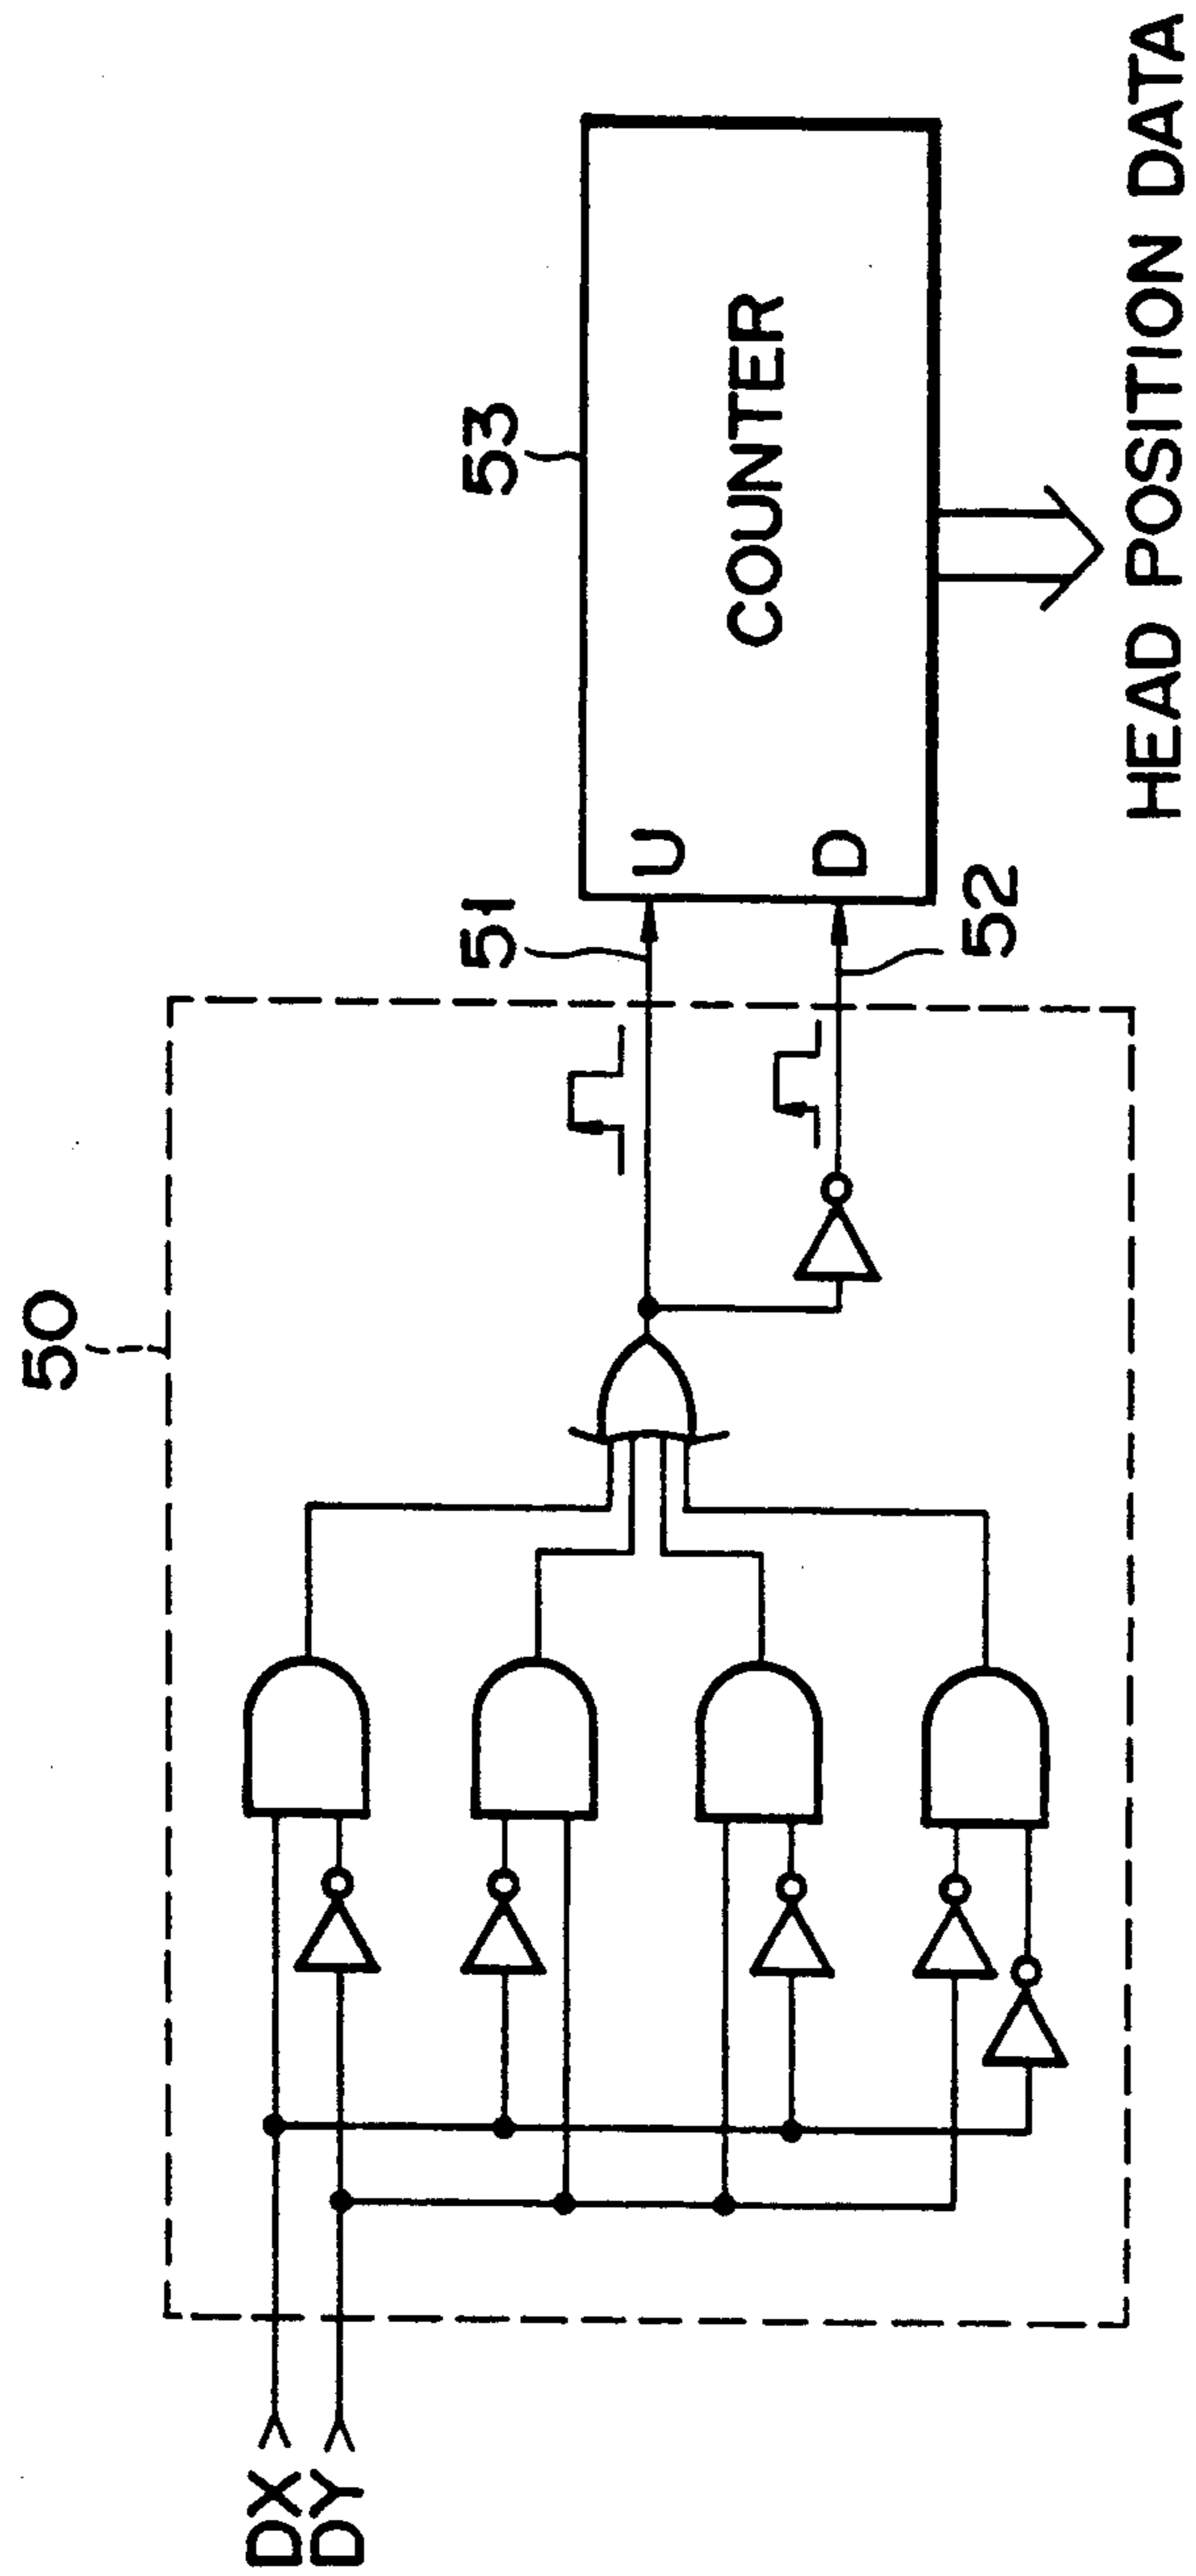 50
DX
DY
51
52
53
U
D
COUNTER
HEAD POSITION DATA